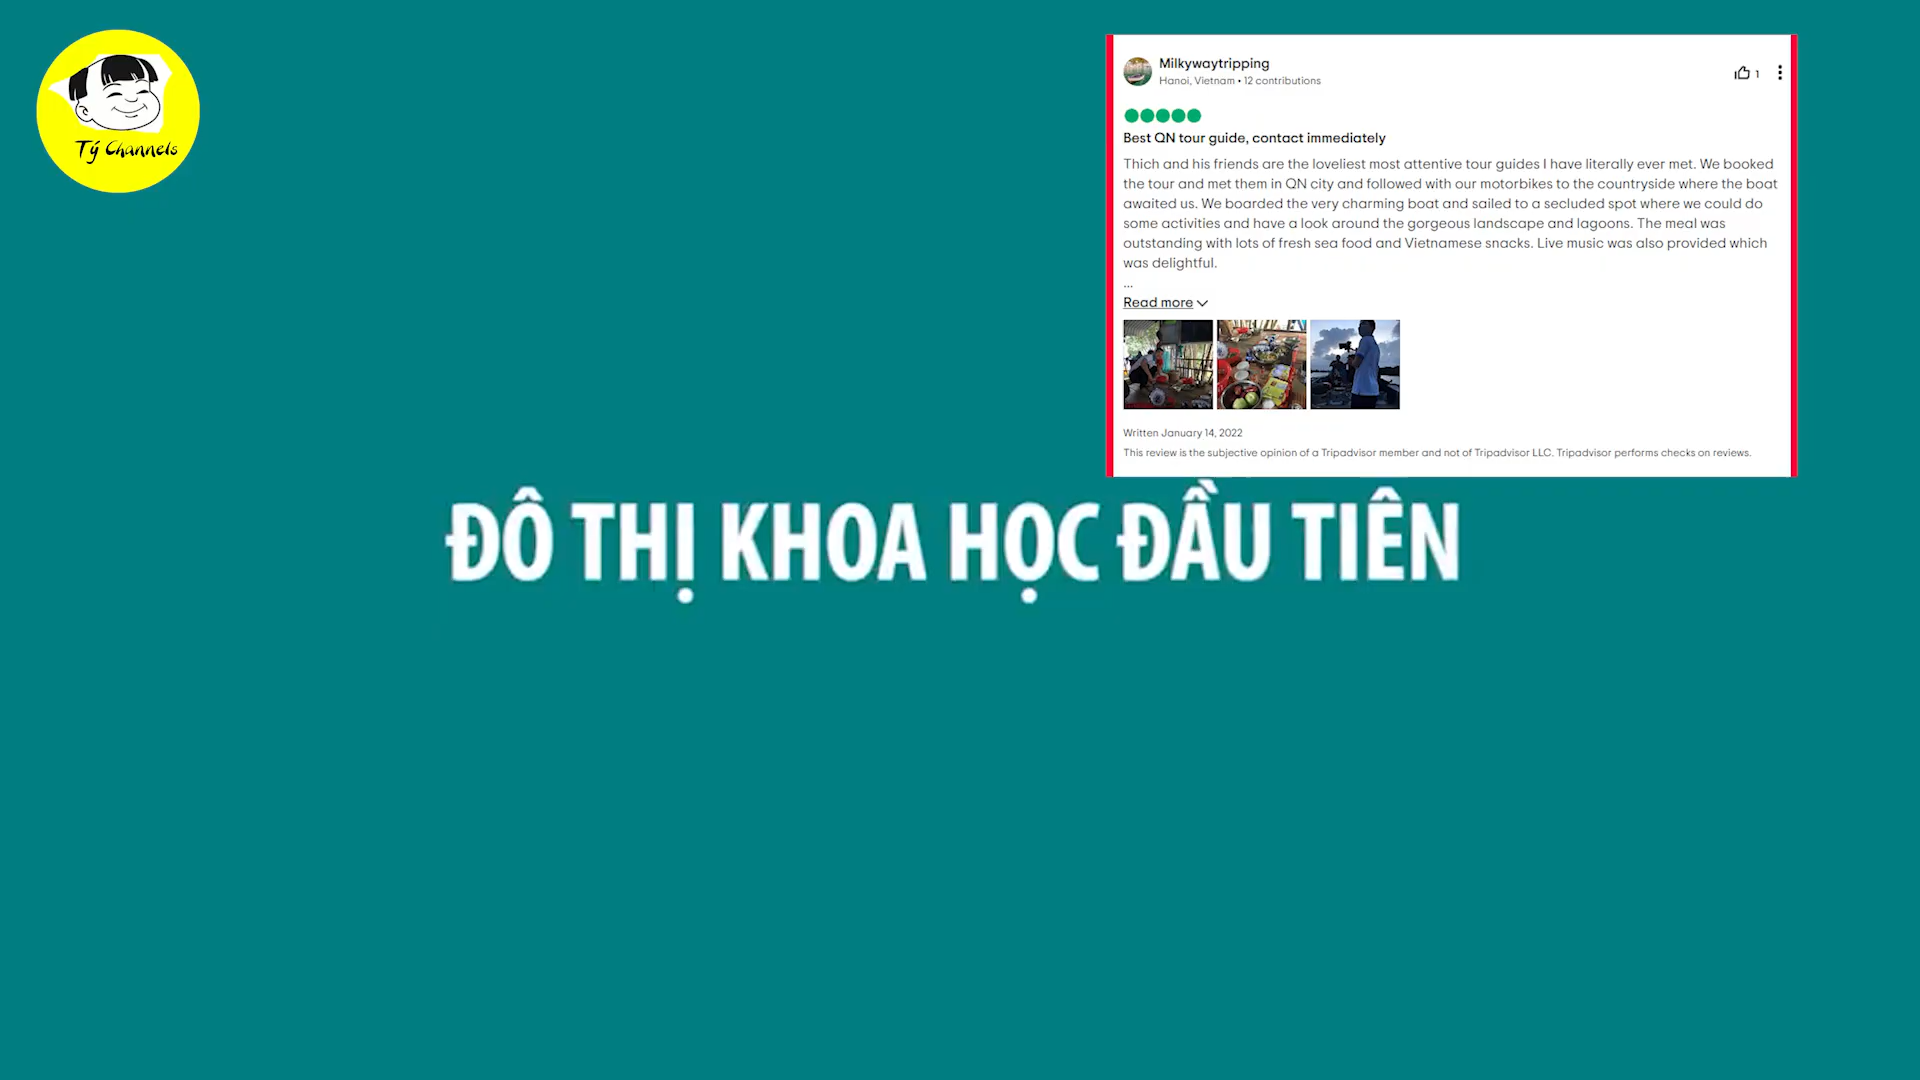 Tý Channels
Milkywaytripping
Hanoi, Vietnam • 12 contributions
1
Best QN tour guide, contact immediately
Thich and his friends are the loveliest most attentive tour guides I have literally ever met. We booked
the tour and met them in QN city and followed with our motorbikes to the countryside where the boat
awaited us. We boarded the very charming boat and sailed to a secluded spot where we could do
some activities and have a look around the gorgeous landscape and lagoons. The meal was
outstanding with lots of fresh sea food and Vietnamese snacks. Live music was also provided which
was delightful.
...
Read more
Written January 14, 2022
This review is the subjective opinion of a Tripadvisor member and not of Tripadvisor LLC. Tripadvisor performs checks on reviews.
ĐÔ THỊ KHOA HỌC ĐẦU TIÊN